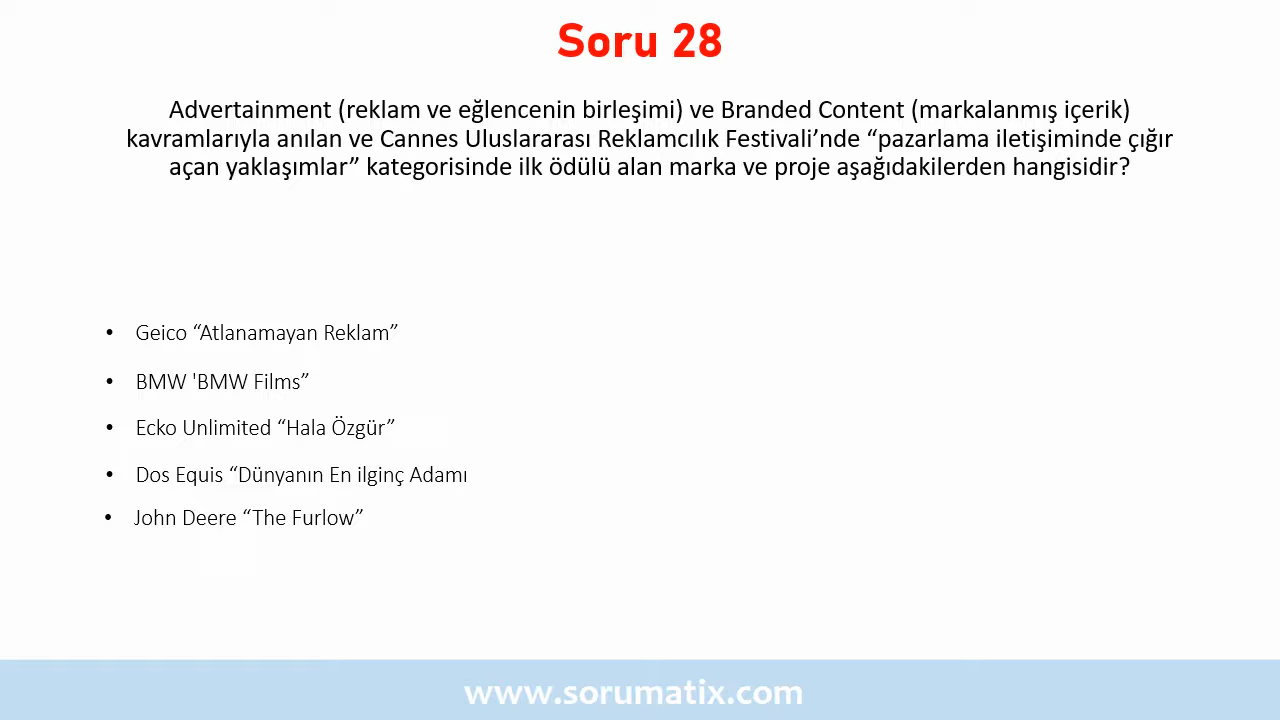 Soru 28
Advertainment (reklam ve eğlencenin birleşimi) ve Branded Content (markalanmış içerik)
kavramlarıyla anılan ve Cannes Uluslararası Reklamcılık Festivali’nde “pazarlama iletişiminde çığır
açan yaklaşımlar” kategorisinde ilk ödülü alan marka ve proje aşağıdakilerden hangisidir?
• Geico “Atlanamayan Reklam”
• BMW 'BMW Films”
• Ecko Unlimited “Hala Özgür”
• Dos Equis “Dünyanın En ilginç Adamı
• John Deere “The Furlow”
www.sorumatix.com